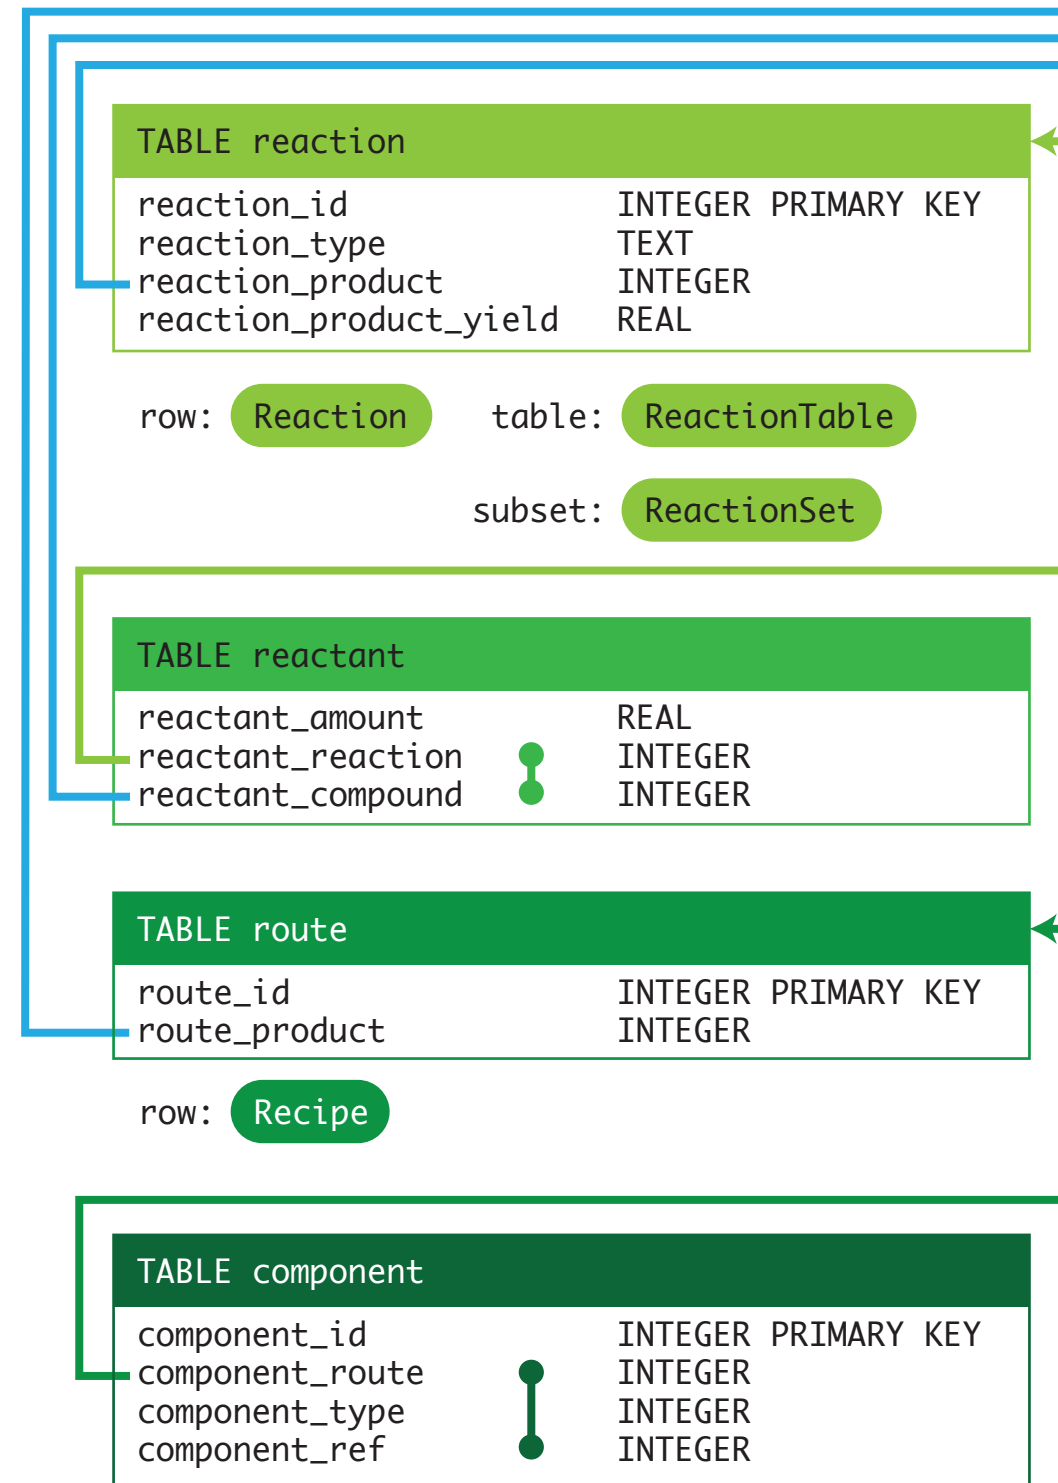 TABLE reaction
reaction_id INTEGER PRIMARY KEY
reaction_type TEXT
reaction_product INTEGER
reaction_product_yield REAL
row: Reaction table: ReactionTable
subset: ReactionSet
TABLE reactant
reactant_amount REAL
reactant_reaction INTEGER
reactant_compound INTEGER
TABLE route
route_id INTEGER PRIMARY KEY
route_product INTEGER
row: Recipe
TABLE component
component_id INTEGER PRIMARY KEY
component_route INTEGER
component_type INTEGER
component_ref INTEGER